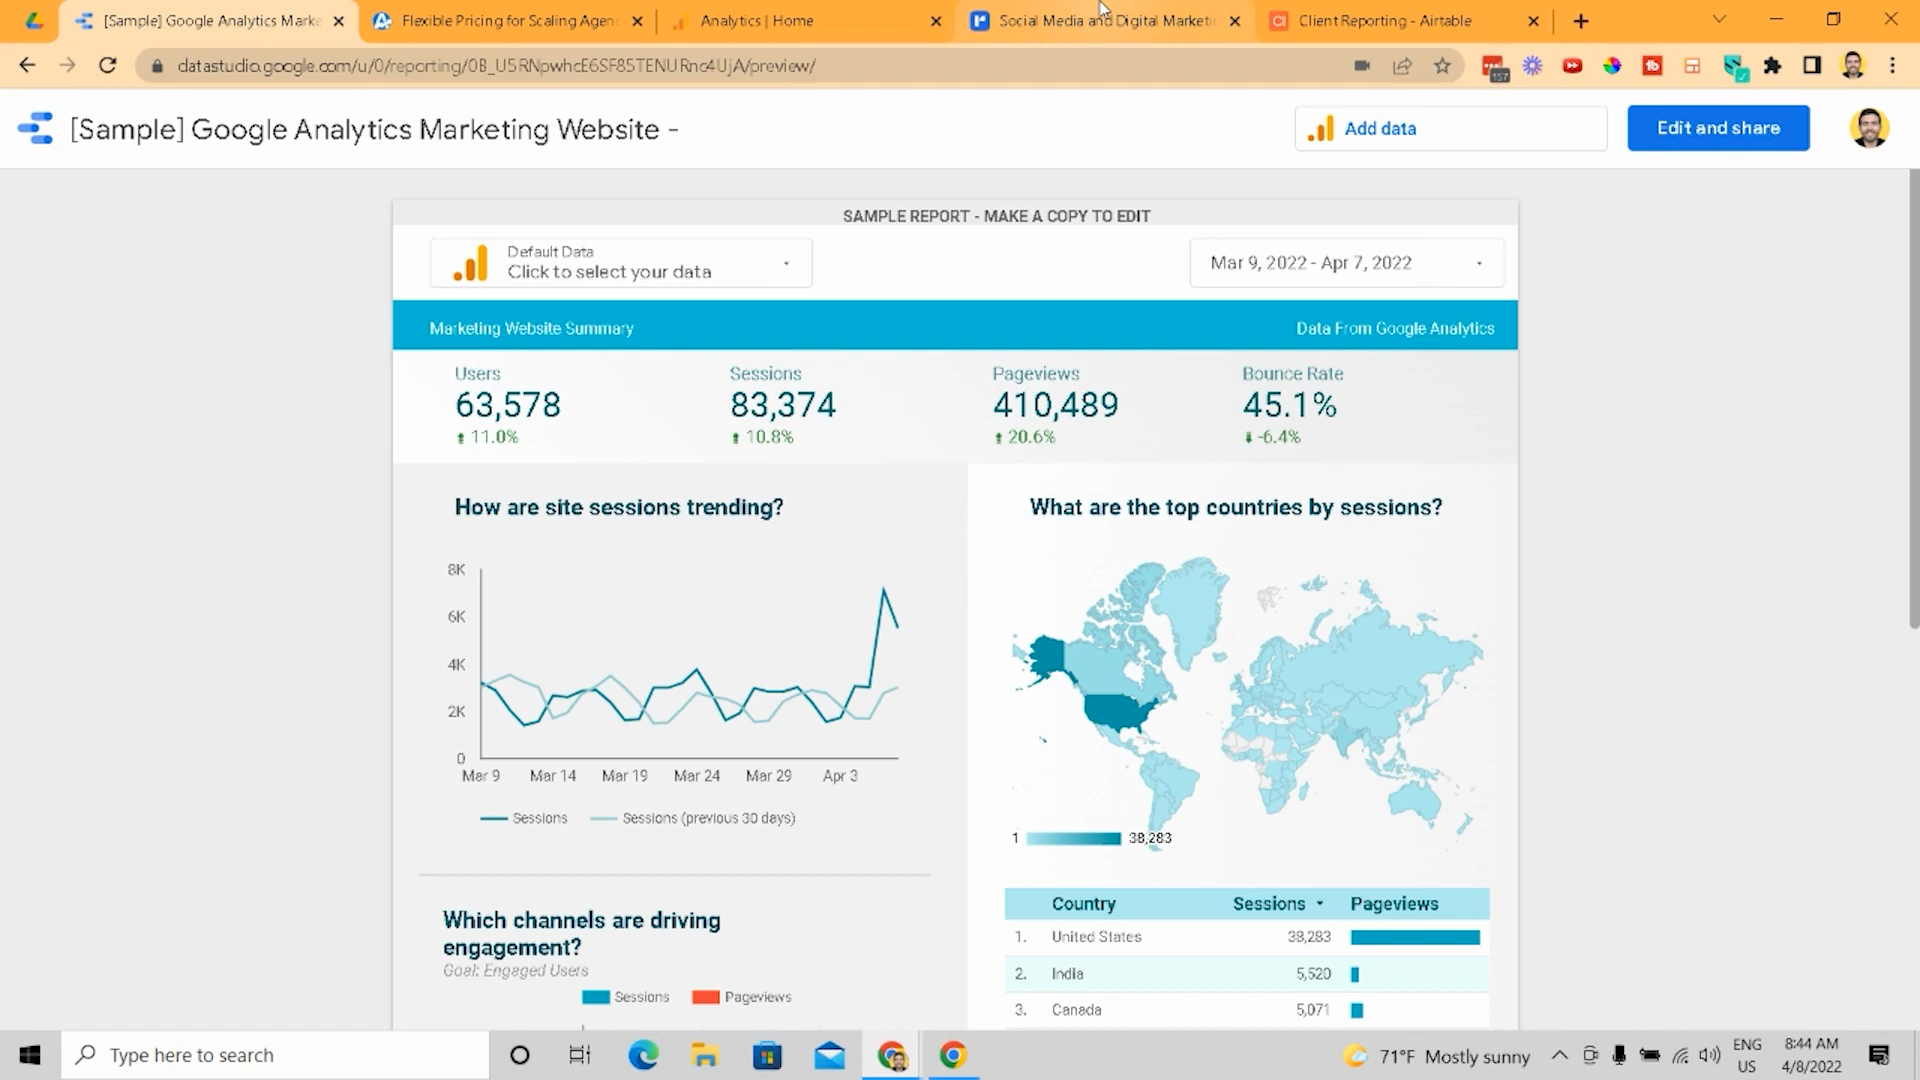 [Sample] Google Analytics Marke
Flexible Pricing for Scaling Agen
Analytics | Home
Social Media and Digital Marketi
Client Reporting - Airtable
datastudio.google.com/u/0/reporting/0B_U5RNpwhcE6SF85TENURnc4UjA/preview/
157
[Sample] Google Analytics Marketing Website -
Add data
Edit and share
SAMPLE REPORT - MAKE A COPY TO EDIT
Default Data
Click to select your data
Mar 9, 2022 - Apr 7, 2022
Marketing Website Summary
Data From Google Analytics
Users
63,578
11.0%
Sessions
83,374
10.8%
Pageviews
410,489
20.6%
Bounce Rate
45.1%
-6.4%
How are site sessions trending?
8K
6K
4K
2K
0
Mar 9 Mar 14 Mar 19 Mar 24 Mar 29 Apr 3
Sessions Sessions (previous 30 days)
What are the top countries by sessions?
1 38,283
Country Sessions Pageviews
1. United States 38,283
2. India 5,520
3. Canada 5,071
Which channels are driving
engagement?
Goal: Engaged Users
Sessions Pageviews
Type here to search
71°F Mostly sunny
ENG
US
8:44 AM
4/8/2022